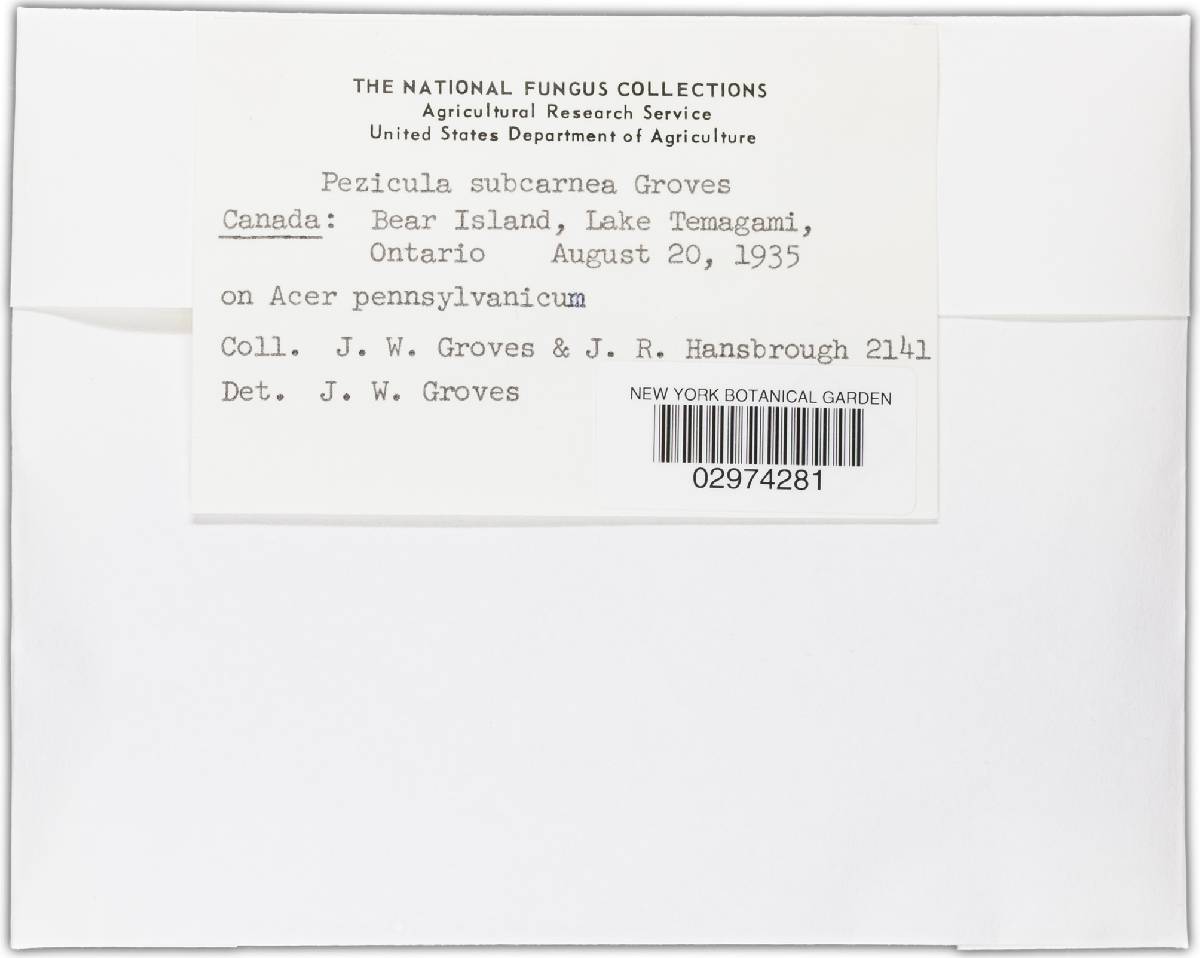 THE NATIONAL FUNGUS COLLECTIONS
Agricultural Research Service
United States Department of Agriculture
Pezicula subcarnea Groves
Canada: Bear Island, Lake Temagami,
Ontario August 20, 1935
on Acer pennsylvanicum
Coll. J. W. Groves & J. R. Hansbrough 2141
Det. J. W. Groves
NEW YORK BOTANICAL GARDEN
02974281